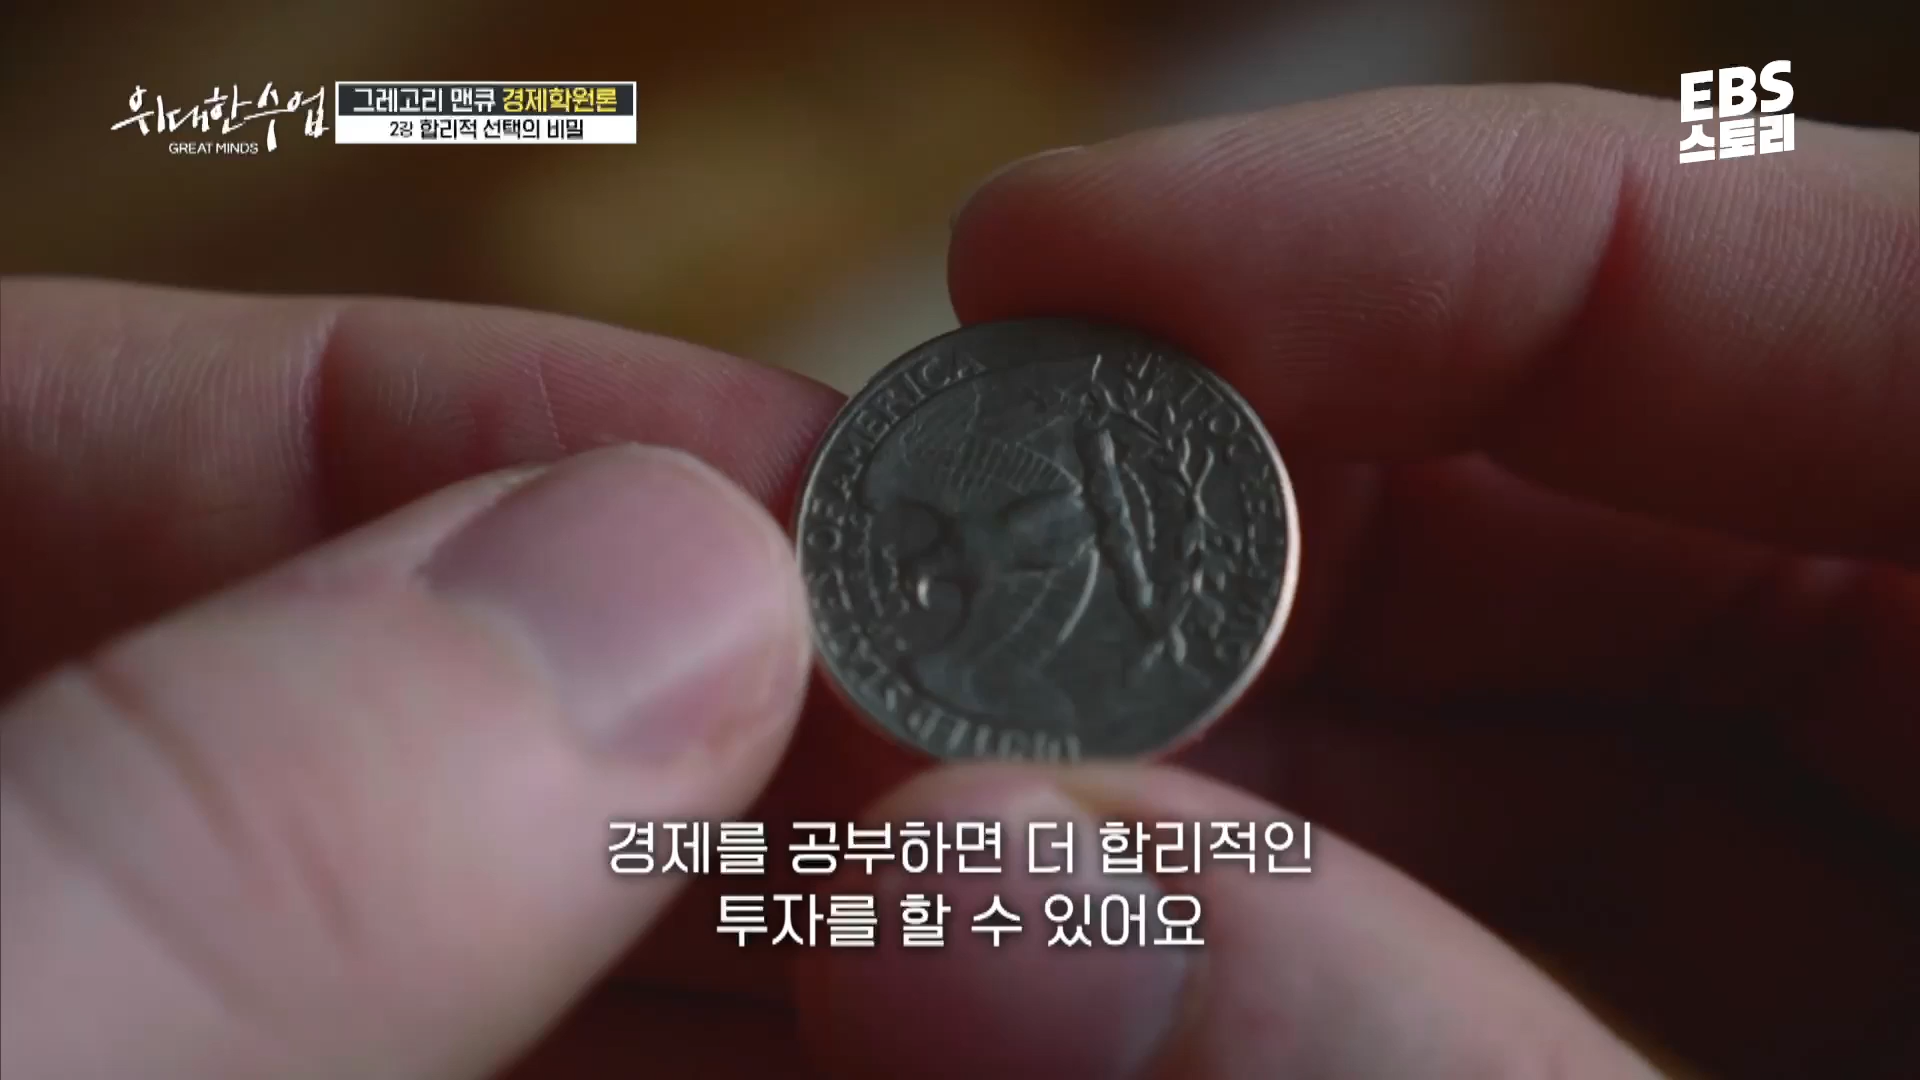 위대한수업
GREAT MINDS
그레고리 맨큐 경제학원론
2강 합리적 선택의 비밀
EBS
스토리
OF AMERICA
경제를 공부하면 더 합리적인
투자를 할 수 있어요